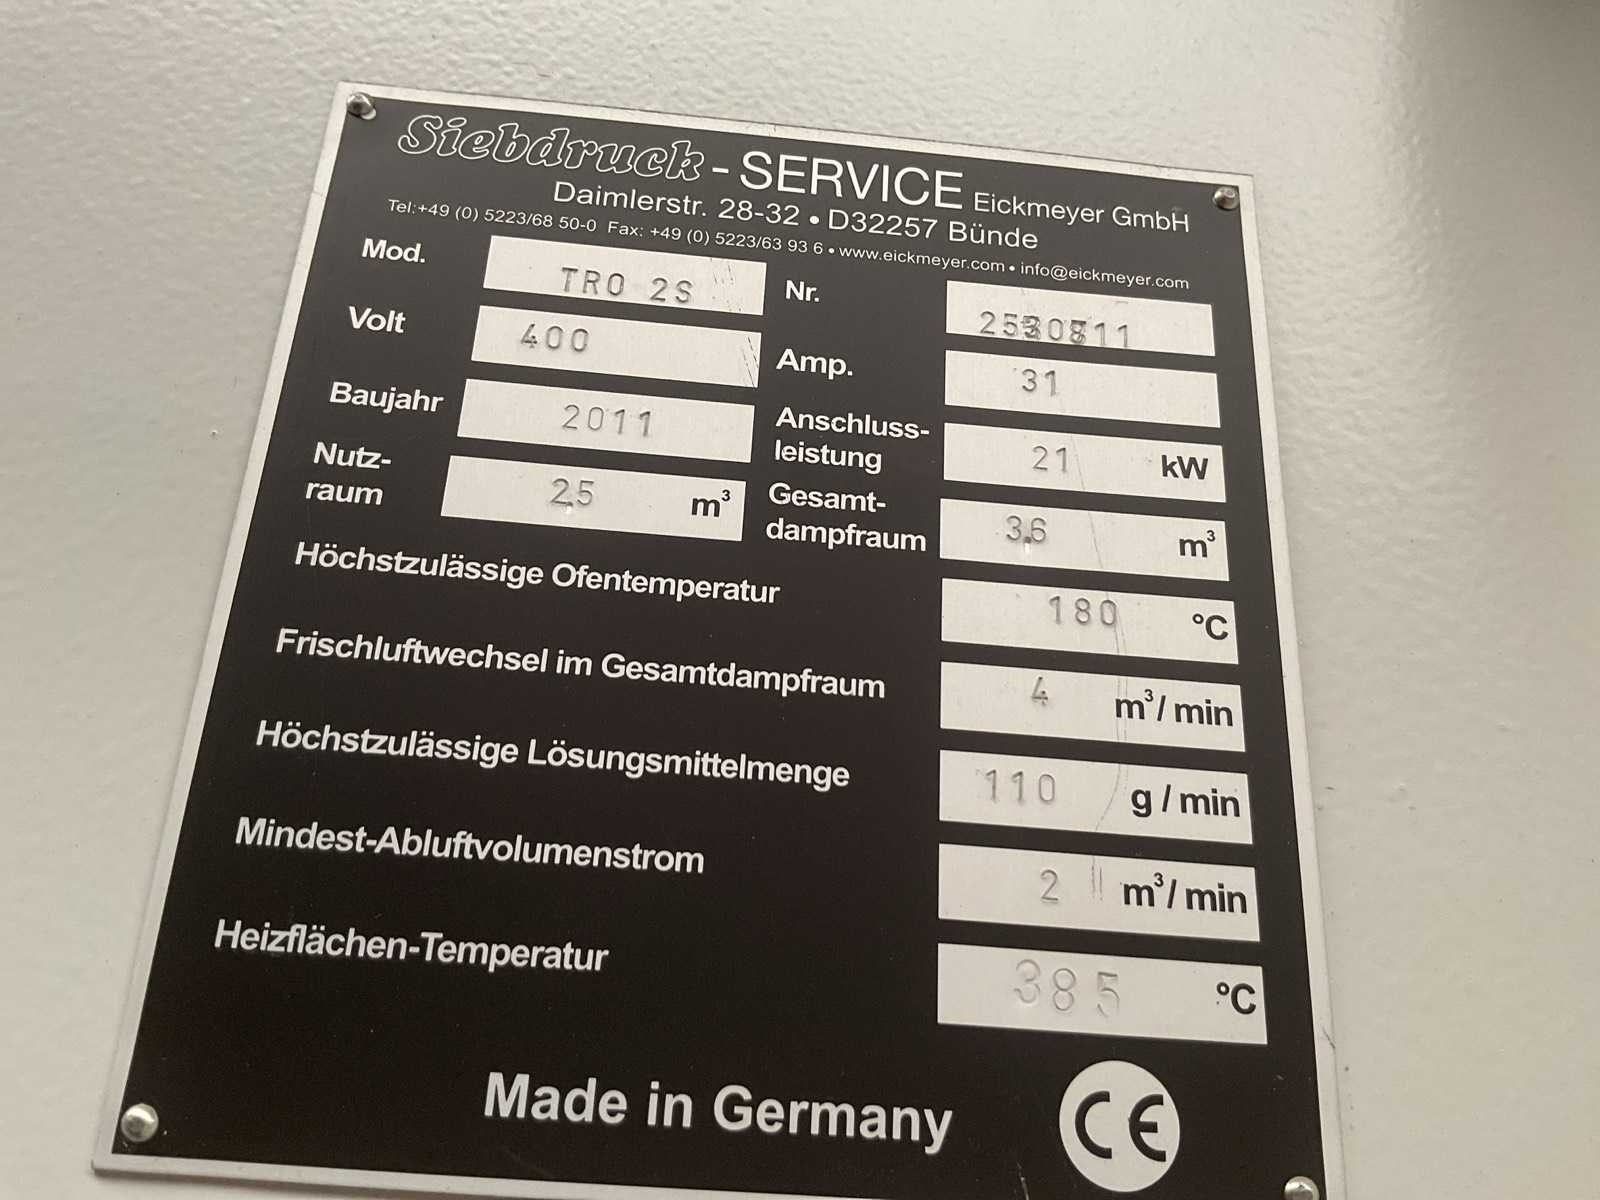 Siebdruck - SERVICE Eickmeyer GmbH
Daimlerstr. 28-32 • D32257 Bünde
Tel:+49 (0) 5223/68 50-0 Fax: +49 (0) 5223/63 93 6 • www.eickmeyer.com • info@eickmeyer.com
Mod. TRO 2S Nr.
Volt 400 Amp. 31
Baujahr 2011 Anschluss-
leistung 21 kW
Nutz-
raum 2,5 m³ Gesamt-
dampfraum 3,6 m³
Höchstzulässige Ofentemperatur 180 °C
Frischluftwechsel im Gesamtdampfraum 4 m³/ min
Höchstzulässige Lösungsmittelmenge 110 g / min
Mindest-Abluftvolumenstrom 2 m³/ min
Heizflächen-Temperatur 385 °C
Made in Germany CE